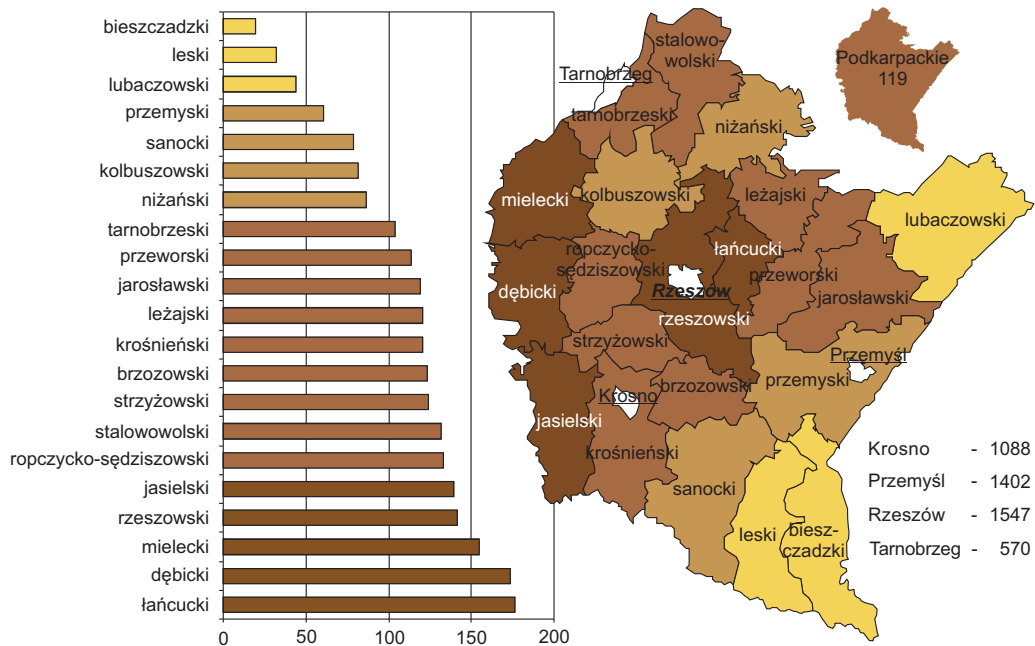 bieszczadzki
leski
lubaczowski
przemyski
sanocki
kolbuszowski
niżański
tarnobrzeski
przeworski
jarosławski
leżajski
krośnieński
brzozowski
strzyżowski
stalowowolski
ropczycko-sędziszowski
jasielski
rzeszowski
mielecki
dębicki
łańcucki
0
50
100
150
200
stalowo-
wolski
Tarnobrzeg
tarnobrzeski
niżański
Podkarpackie
119
mielecki
kolbuszowski
leżajski
lubaczowski
ropczycko-
sędziszowski
łańcucki
dębicki
Rzeszów
przeworski
jarosławski
rzeszowski
strzyżowski
Przemyśl
przemyski
brzozowski
Krosno
jasielski
krośnieński
sanocki
leski
biesz-
czadzki
Krosno - 1088
Przemyśl - 1402
Rzeszów - 1547
Tarnobrzeg - 570